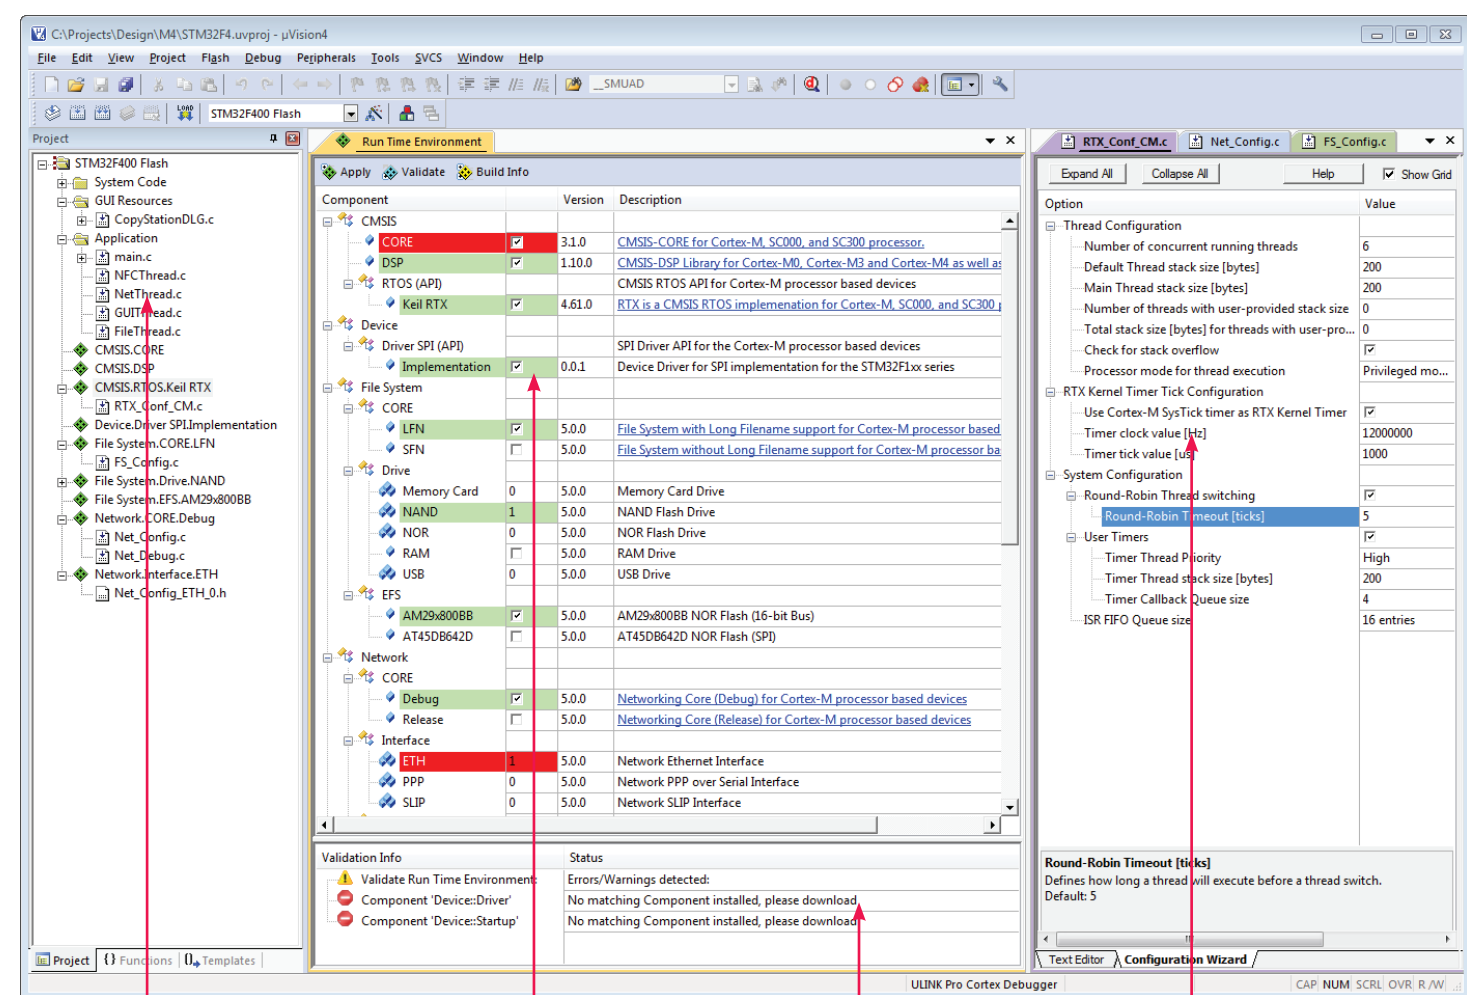 C:\Projects\Design\M4\STM32F4.uvproj - µVision4
File Edit View Project Flash Debug Peripherals Tools SVCS Window Help
__SMUAD
LOAD STM32F400 Flash
Project
STM32F400 Flash
System Code
GUI Resources
CopyStationDLG.c
Application
main.c
NFCThread.c
NetThread.c
GUIThread.c
FileThread.c
CMSIS.CORE
CMSIS.DSP
CMSIS.RTOS.Keil RTX
RTX_Conf_CM.c
Device.Driver SPI.Implementation
File System.CORE.LFN
FS_Config.c
File System.Drive.NAND
File System.EFS.AM29x800BB
Network.CORE.Debug
Net_Config.c
Net_Debug.c
Network.Interface.ETH
Net_Config_ETH_0.h
Project Functions Templates
Run Time Environment
Apply Validate Build Info
Component Version Description
CMSIS
CORE 3.1.0 CMSIS-CORE for Cortex-M, SC000, and SC300 processor.
DSP 1.10.0 CMSIS-DSP Library for Cortex-M0, Cortex-M3 and Cortex-M4 as well as
RTOS (API) CMSIS RTOS API for Cortex-M processor based devices
Keil RTX 4.61.0 RTX is a CMSIS RTOS implemenation for Cortex-M, SC000, and SC300
Device
Driver SPI (API) SPI Driver API for the Cortex-M processor based devices
Implementation 0.0.1 Device Driver for SPI implementation for the STM32F1xx series
File System
CORE
LFN 5.0.0 File System with Long Filename support for Cortex-M processor based
SFN 5.0.0 File System without Long Filename support for Cortex-M processor ba
Drive
Memory Card 0 5.0.0 Memory Card Drive
NAND 1 5.0.0 NAND Flash Drive
NOR 0 5.0.0 NOR Flash Drive
RAM 5.0.0 RAM Drive
USB 0 5.0.0 USB Drive
EFS
AM29x800BB 5.0.0 AM29x800BB NOR Flash (16-bit Bus)
AT45DB642D 5.0.0 AT45DB642D NOR Flash (SPI)
Network
CORE
Debug 5.0.0 Networking Core (Debug) for Cortex-M processor based devices
Release 5.0.0 Networking Core (Release) for Cortex-M processor based devices
Interface
ETH 1 5.0.0 Network Ethernet Interface
PPP 0 5.0.0 Network PPP over Serial Interface
SLIP 0 5.0.0 Network SLIP Interface
Validation Info Status
Validate Run Time Environment: Errors/Warnings detected:
Component 'Device::Driver' No matching Component installed, please download.
Component 'Device::Startup' No matching Component installed, please download
RTX_Conf_CM.c Net_Config.c FS_Config.c
Expand All Collapse All Help Show Grid
Option Value
Thread Configuration
Number of concurrent running threads 6
Default Thread stack size [bytes] 200
Main Thread stack size [bytes] 200
Number of threads with user-provided stack size 0
Total stack size [bytes] for threads with user-pro... 0
Check for stack overflow
Processor mode for thread execution Privileged mo...
RTX Kernel Timer Tick Configuration
Use Cortex-M SysTick timer as RTX Kernel Timer
Timer clock value [Hz] 12000000
Timer tick value [us] 1000
System Configuration
Round-Robin Thread switching
Round-Robin Timeout [ticks] 5
User Timers
Timer Thread Priority High
Timer Thread stack size [bytes] 200
Timer Callback Queue size 4
ISR FIFO Queue size 16 entries
Round-Robin Timeout [ticks]
Defines how long a thread will execute before a thread switch.
Default: 5
Text Editor Configuration Wizard
ULINK Pro Cortex Debugger CAP NUM SCRL OVR R/W